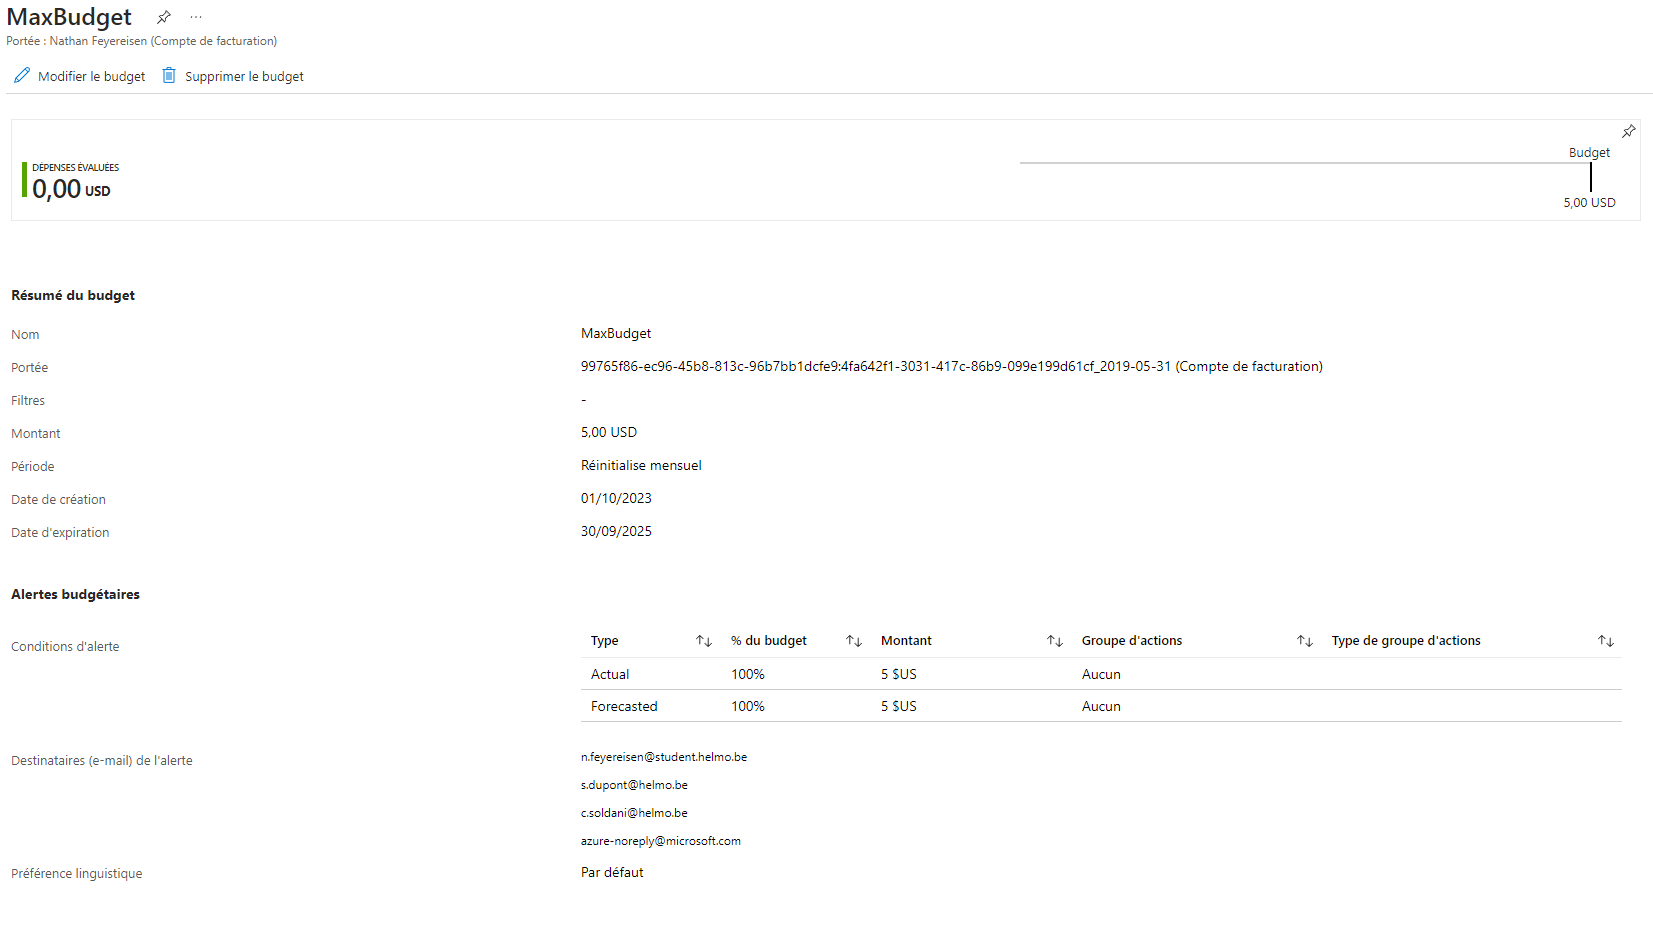 MaxBudget
Portée : Nathan Feyereisen (Compte de facturation)
Modifier le budget Supprimer le budget
Budget
DÉPENSES ÉVALUÉES
0,00 USD
5,00 USD
Résumé du budget
Nom MaxBudget
Portée 99765f86-ec96-45b8-813c-96b7bb1dcfe9:4fa642f1-3031-417c-86b9-099e199d61cf_2019-05-31 (Compte de facturation)
Filtres -
Montant 5,00 USD
Période Réinitialise mensuel
Date de création 01/10/2023
Date d'expiration 30/09/2025
Alertes budgétaires
Conditions d'alerte
Type % du budget Montant Groupe d'actions Type de groupe d'actions
Actual 100% 5 $US Aucun
Forecasted 100% 5 $US Aucun
Destinataires (e-mail) de l'alerte n.feyereisen@student.helmo.be
s.dupont@helmo.be
c.soldani@helmo.be
azure-noreply@microsoft.com
Préférence linguistique Par défaut